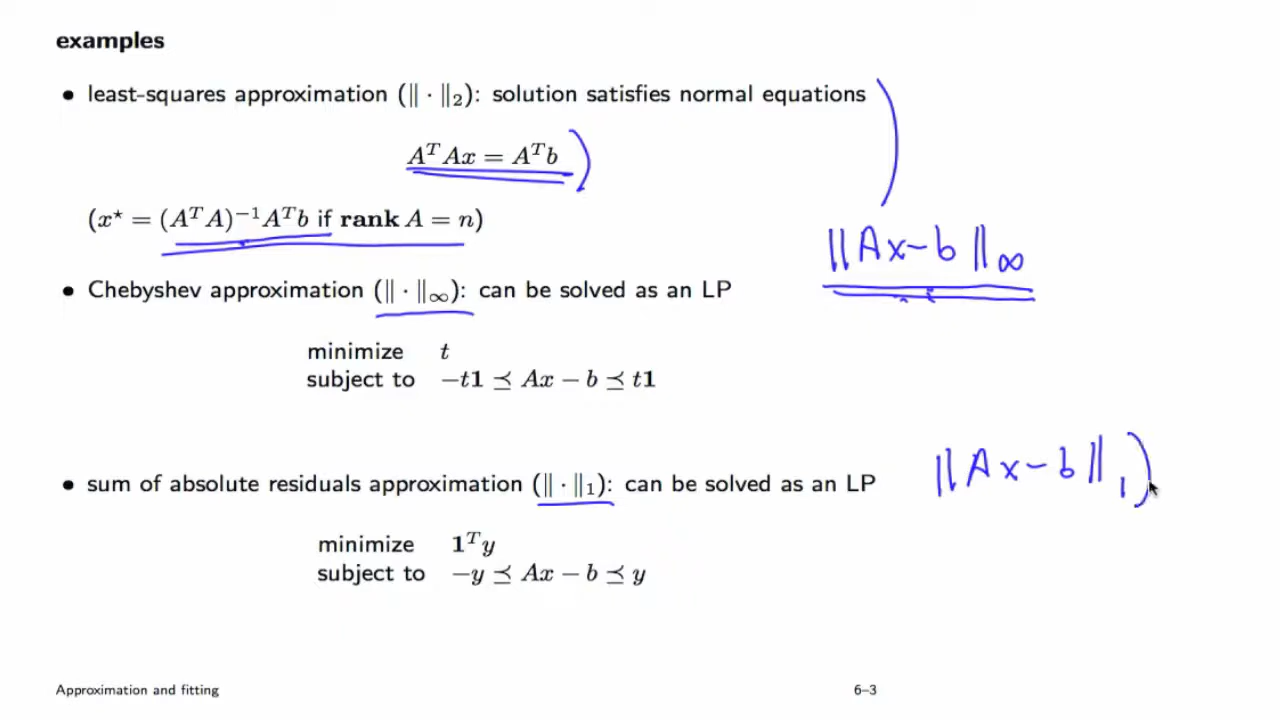 examples
• least-squares approximation (‖ · ‖₂): solution satisfies normal equations
AᵀAx = Aᵀb
(x⋆ = (AᵀA)⁻¹Aᵀb if rank A = n)
‖Ax−b‖∞
• Chebyshev approximation (‖ · ‖∞): can be solved as an LP
minimize t
subject to −t1 ⪯ Ax − b ⪯ t1
‖Ax−b‖₁)
• sum of absolute residuals approximation (‖ · ‖₁): can be solved as an LP
minimize 1ᵀy
subject to −y ⪯ Ax − b ⪯ y
Approximation and fitting 6–3